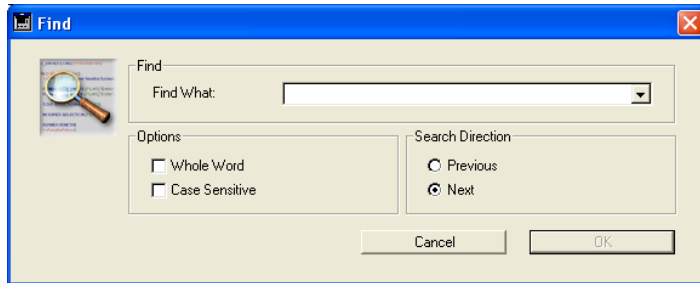 Find
Find
Find What:
Options
Whole Word
Case Sensitive
Search Direction
Previous
Next
Cancel
OK